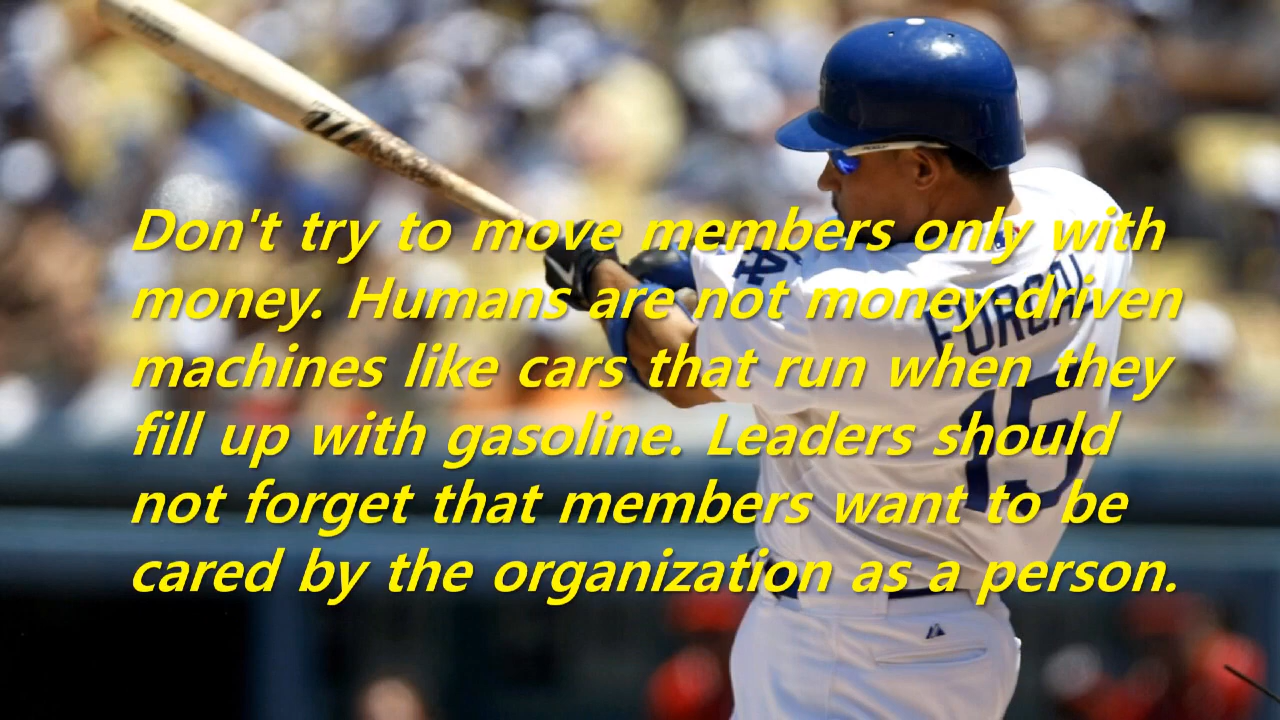 Don't try to move members only with
money. Humans are not money-driven
machines like cars that run when they
fill up with gasoline. Leaders should
not forget that members want to be
cared by the organization as a person.
FURCAL
15